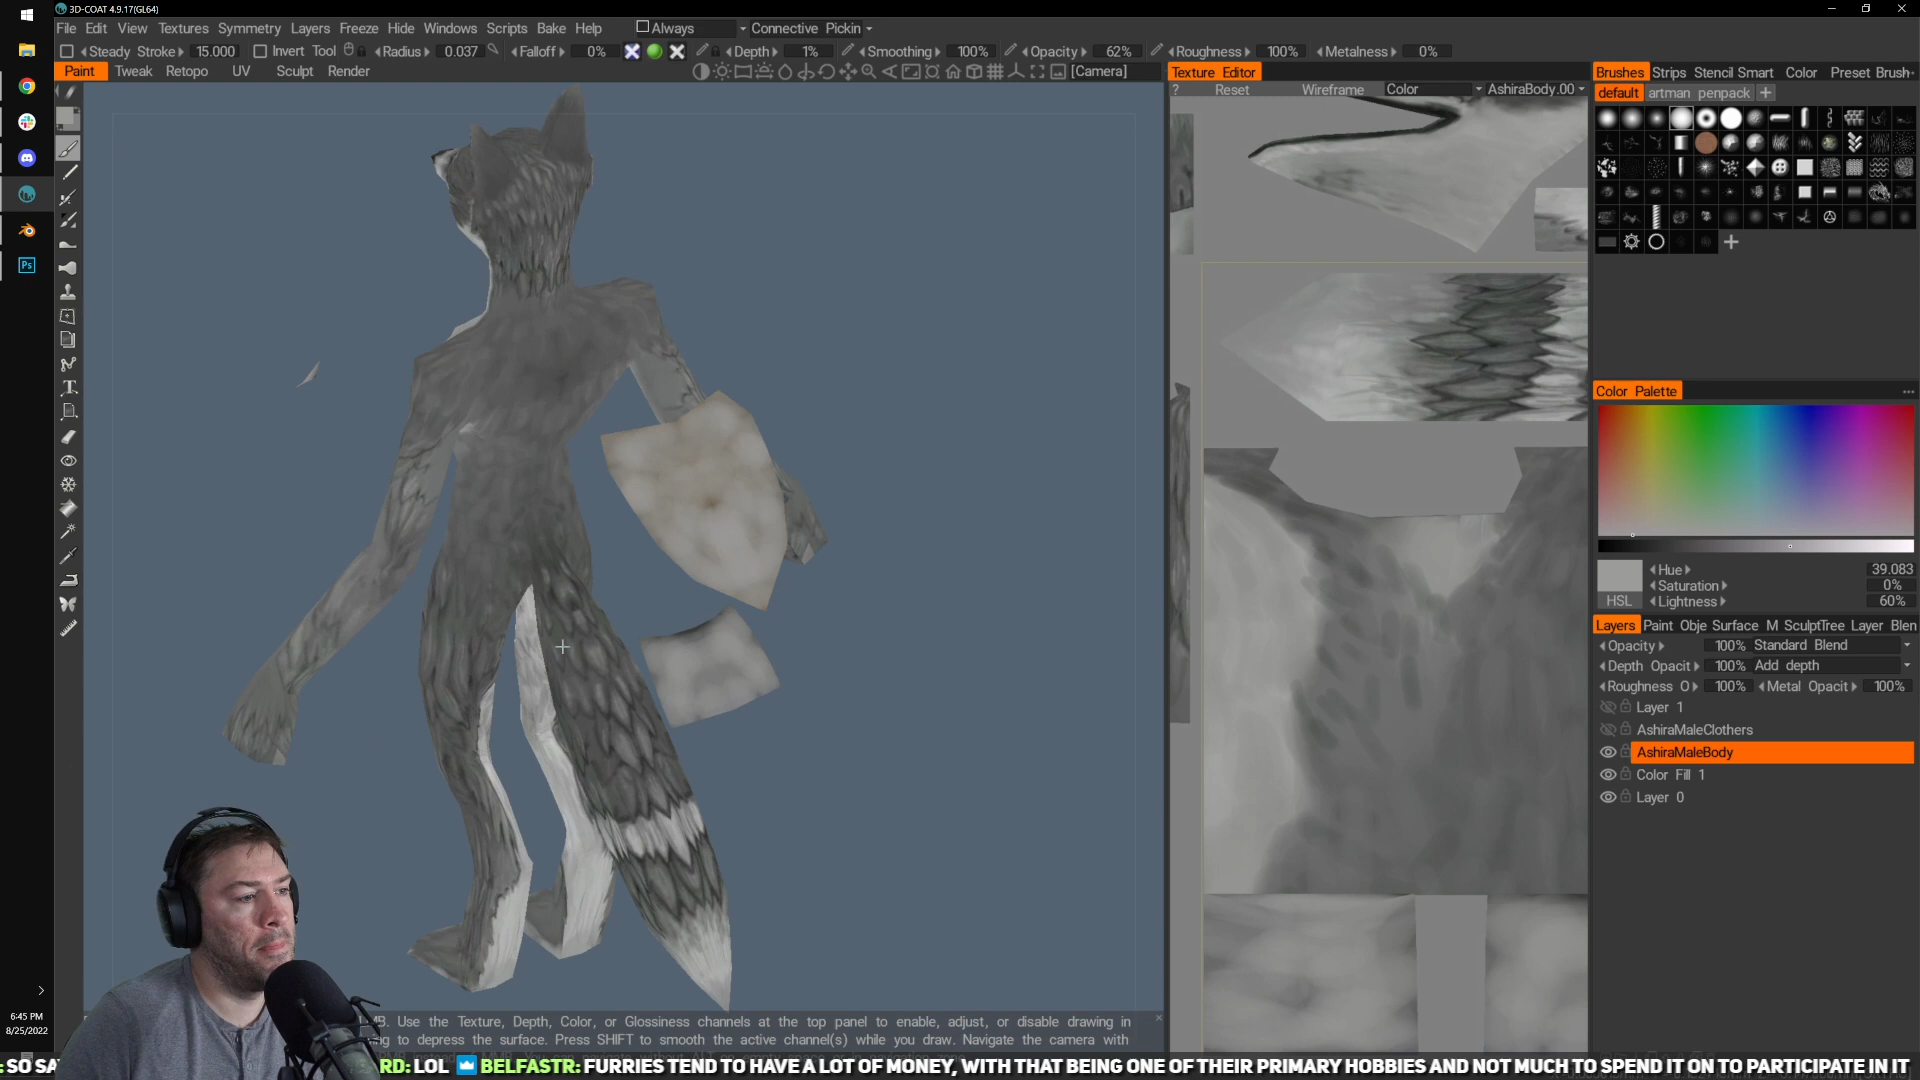 3D-COAT 4.9.17(GL64)
File Edit View Textures Symmetry Layers Freeze Hide Windows Scripts Bake Help Always Connective Pickin
Steady Stroke 15.000 Invert Tool Radius 0.037 Falloff 0% Depth 1% Smoothing 100% Opacity 62% Roughness 100% Metalness 0%
Paint Tweak Retopo UV Sculpt Render [Camera]
Texture Editor
? Reset Wireframe Color AshiraBody.00
Brushes Strips Stencil Smart Color Preset Brush
default artman penpack
Color Palette
Hue 39.083
Saturation 0%
HSL Lightness 60%
Layers Paint Obje Surface M SculptTree Layer Blen
Opacity 100% Standard Blend
Depth Opacit 100% Add depth
Roughness O 100% Metal Opacit 100%
Layer 1
AshiraMaleClothers
AshiraMaleBody
Color Fill 1
Layer 0
Ps
6:45 PM
8/25/2022
MB. Use the Texture, Depth, Color, or Glossiness channels at the top panel to enable, adjust, or disable drawing in
ng to depress the surface. Press SHIFT to smooth the active channel(s) while you draw. Navigate the camera with
: SO SA
RD: LOL BELFASTR: FURRIES TEND TO HAVE A LOT OF MONEY, WITH THAT BEING ONE OF THEIR PRIMARY HOBBIES AND NOT MUCH TO SPEND IT ON TO PARTICIPATE IN IT